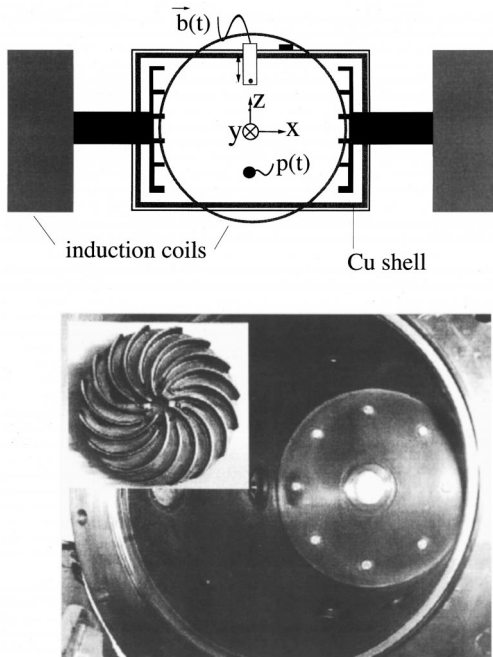 b(t)
z
y x
p(t)
induction coils
Cu shell